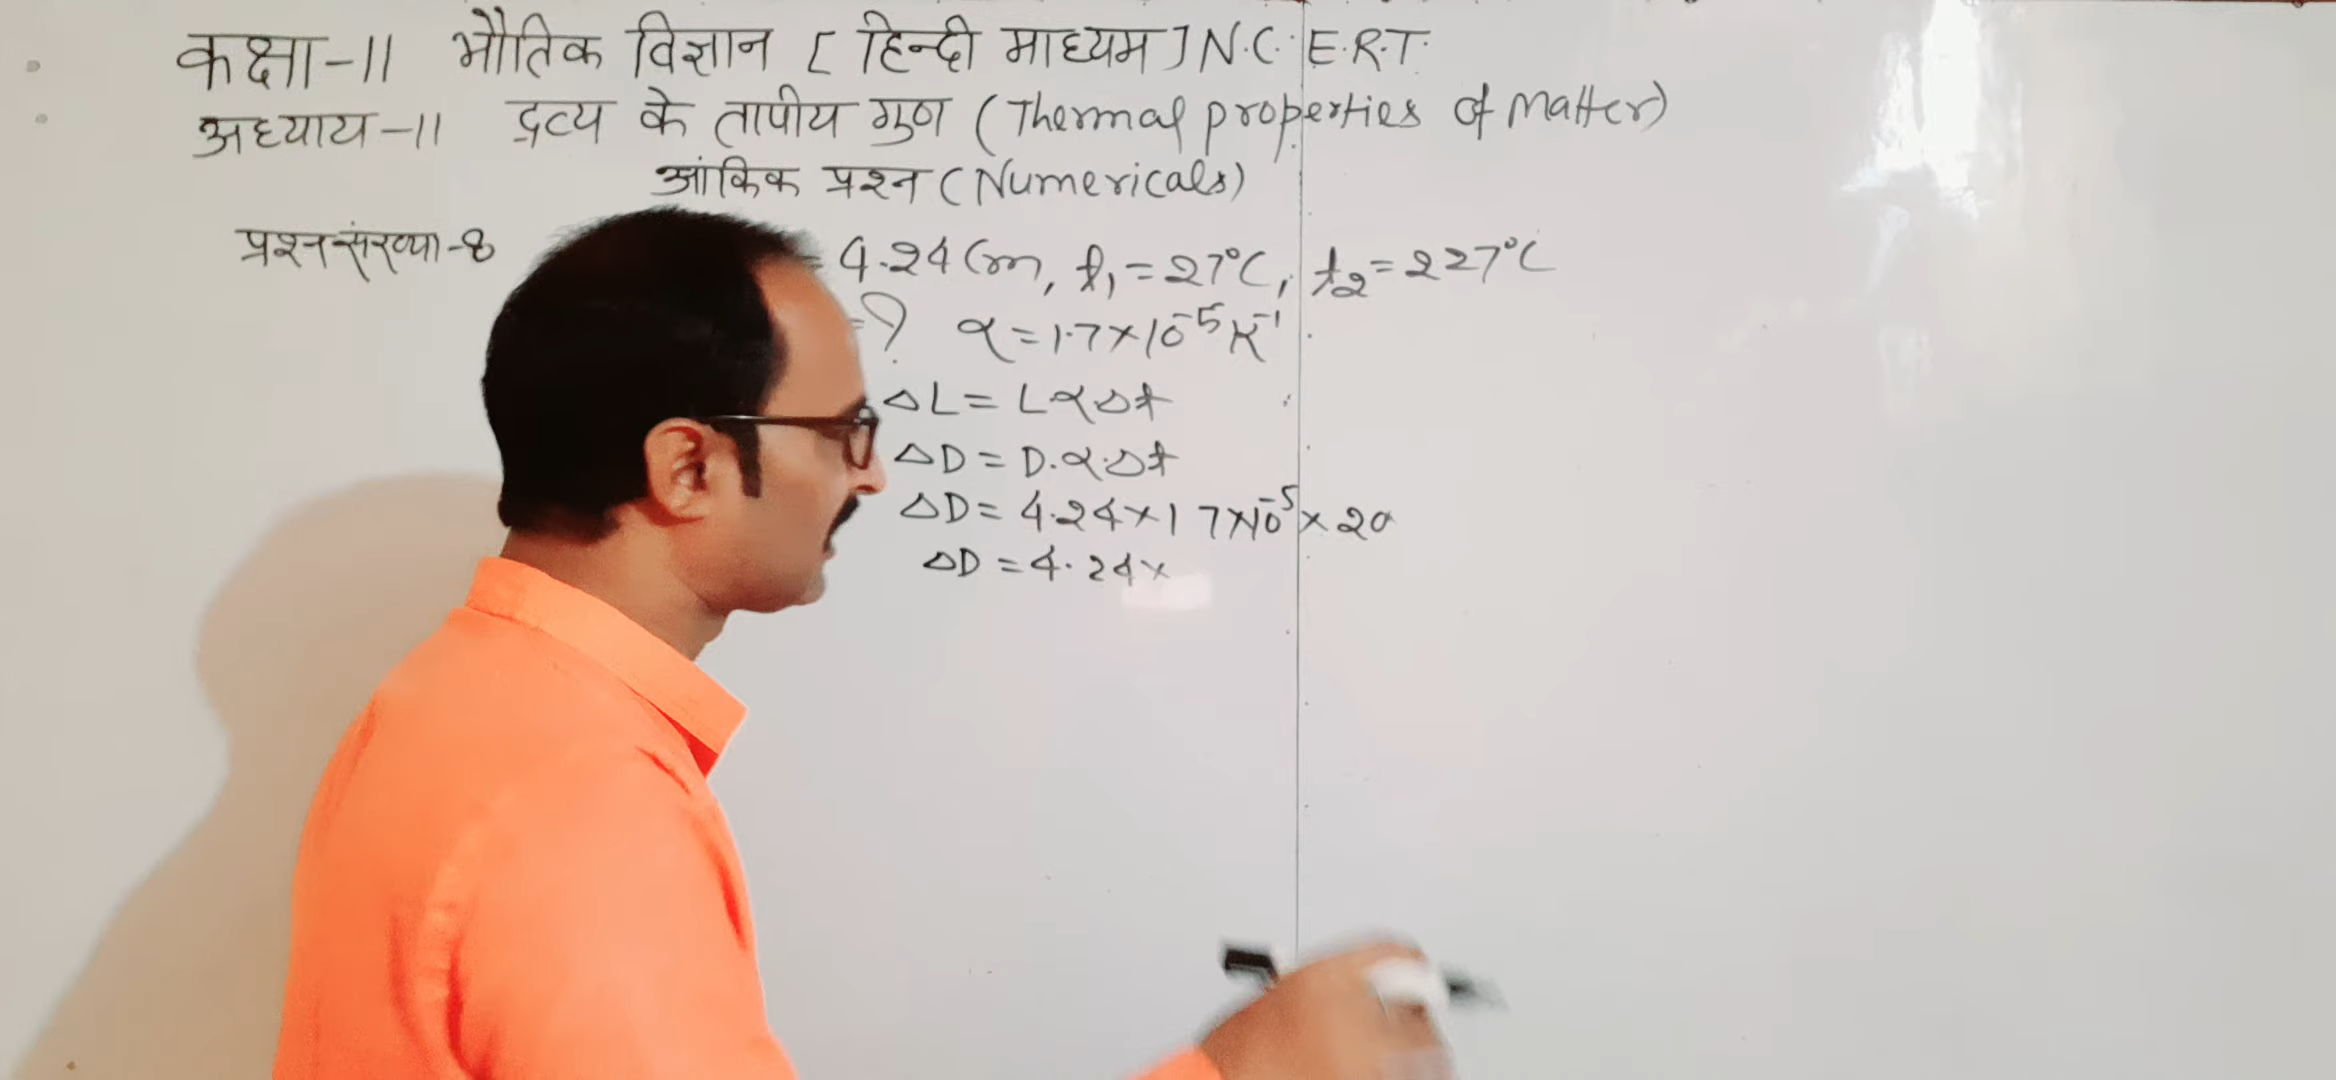 कक्षा-11 भौतिक विज्ञान [ हिन्दी माध्यम ] N.C.E.R.T.
अध्याय-11 द्रव्य के तापीय गुण (Thermal properties of Matter)
आंकिक प्रश्न (Numericals)
प्रश्न संख्या-8 = 4.24 Cm, t₁ = 27°C, t₂ = 227°C
=? α = 1.7×10⁻⁵ K⁻¹
ΔL = LαΔt
ΔD = D.α.Δt
ΔD = 4.24×1 7×10⁻⁵ × 20
ΔD = 4.24×